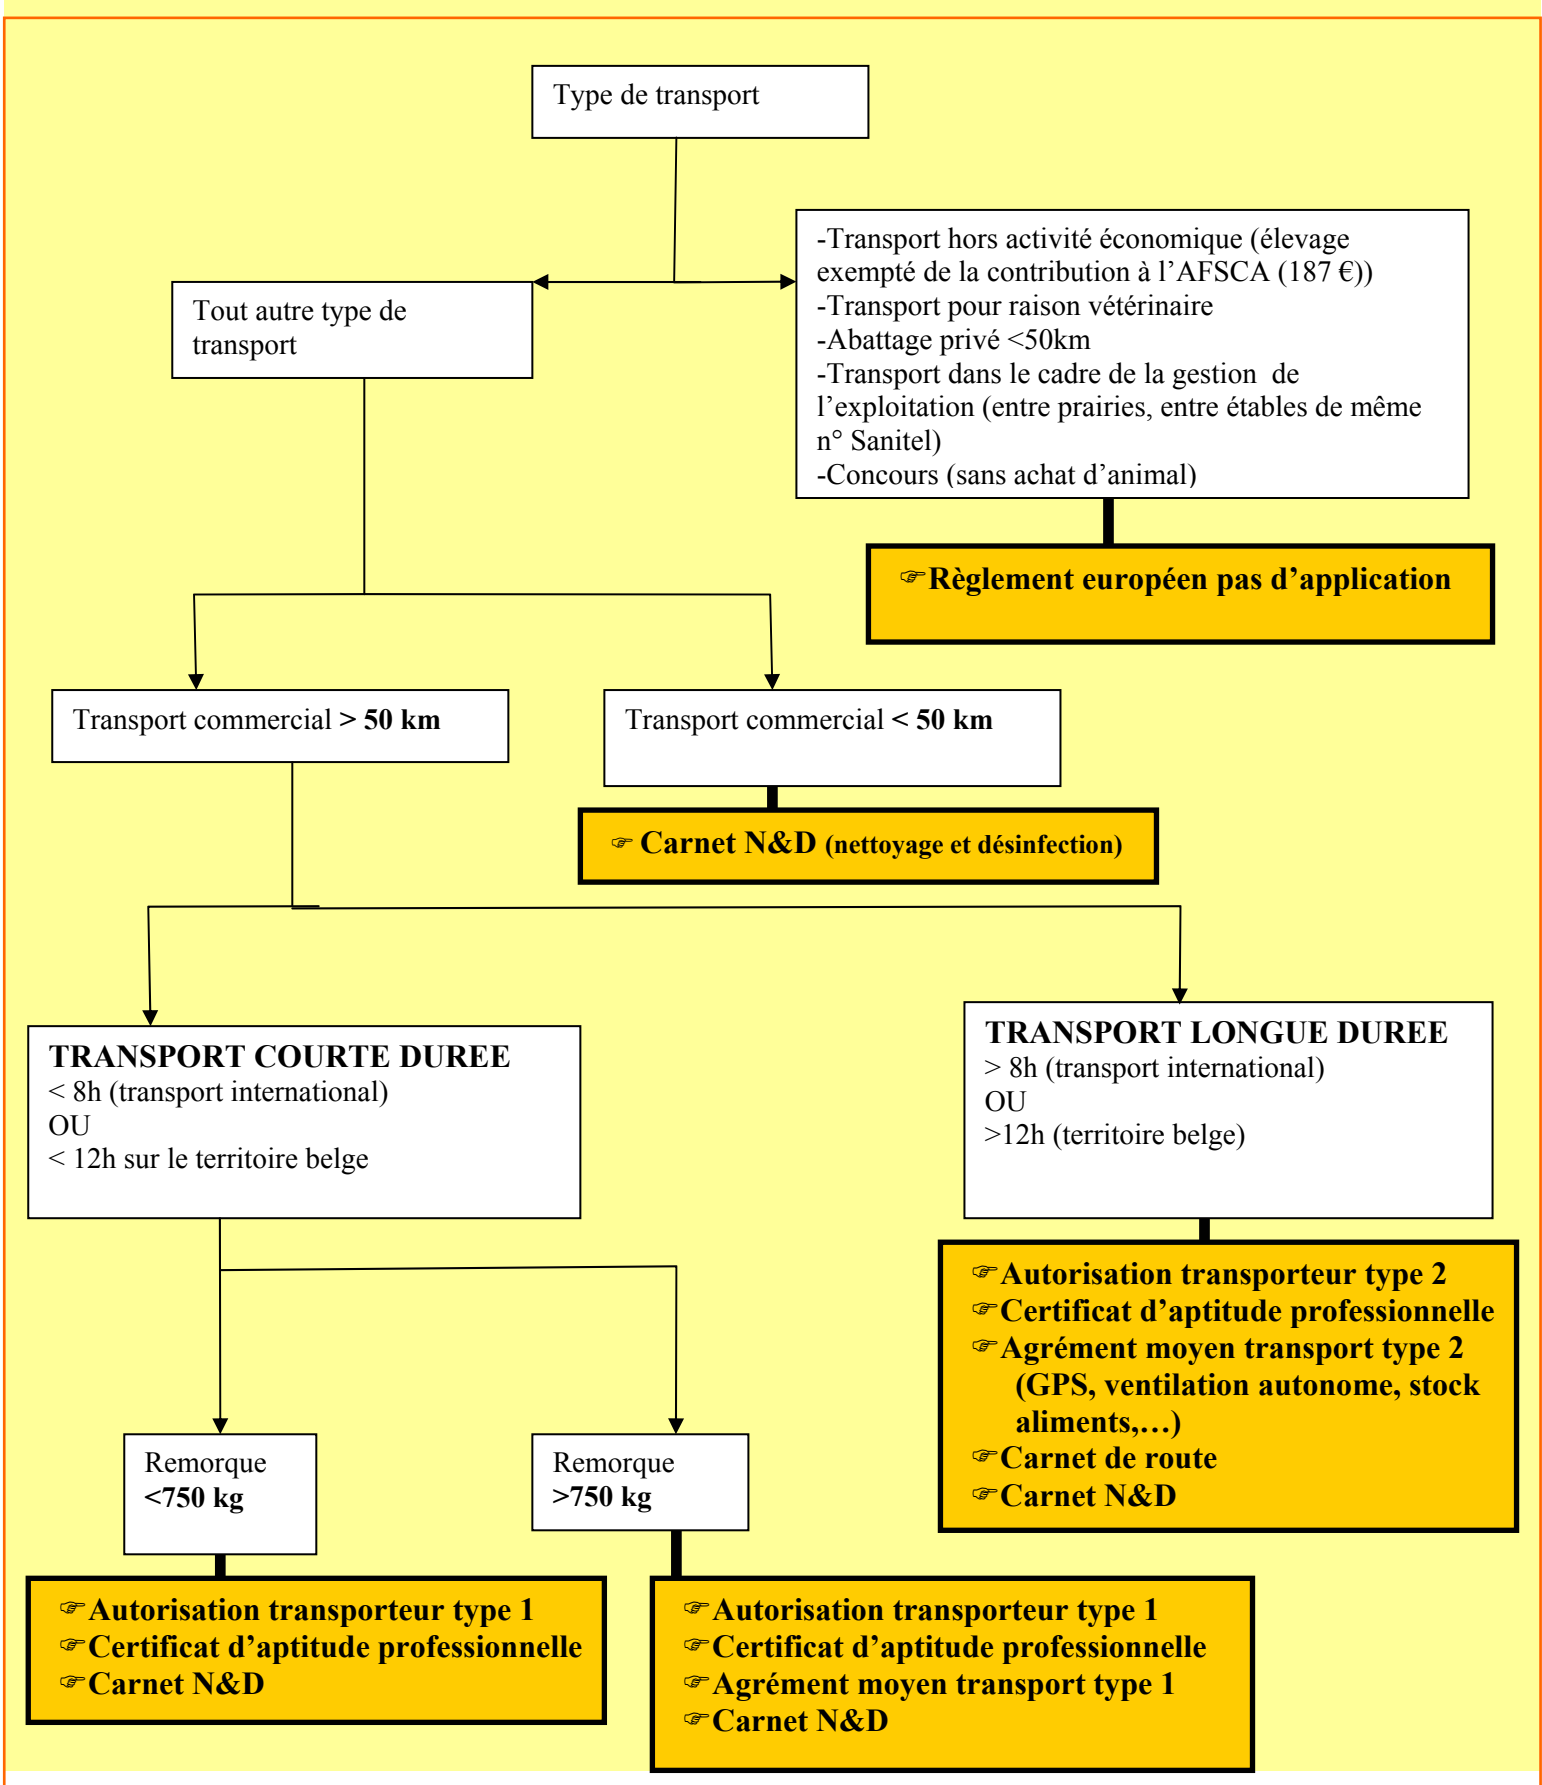 Type de transport
-Transport hors activité économique (élevage
exempté de la contribution à l’AFSCA (187 €))
-Transport pour raison vétérinaire
-Abattage privé <50km
-Transport dans le cadre de la gestion de
l’exploitation (entre prairies, entre étables de même
n° Sanitel)
-Concours (sans achat d’animal)
Tout autre type de
transport
☞Règlement européen pas d’application
Transport commercial > 50 km
Transport commercial < 50 km
☞ Carnet N&D (nettoyage et désinfection)
TRANSPORT COURTE DUREE
< 8h (transport international)
OU
< 12h sur le territoire belge
TRANSPORT LONGUE DUREE
> 8h (transport international)
OU
>12h (territoire belge)
☞Autorisation transporteur type 2
☞Certificat d’aptitude professionnelle
☞Agrément moyen transport type 2
(GPS, ventilation autonome, stock
aliments,…)
☞Carnet de route
☞Carnet N&D
Remorque
<750 kg
Remorque
>750 kg
☞Autorisation transporteur type 1
☞Certificat d’aptitude professionnelle
☞Carnet N&D
☞Autorisation transporteur type 1
☞Certificat d’aptitude professionnelle
☞Agrément moyen transport type 1
☞Carnet N&D